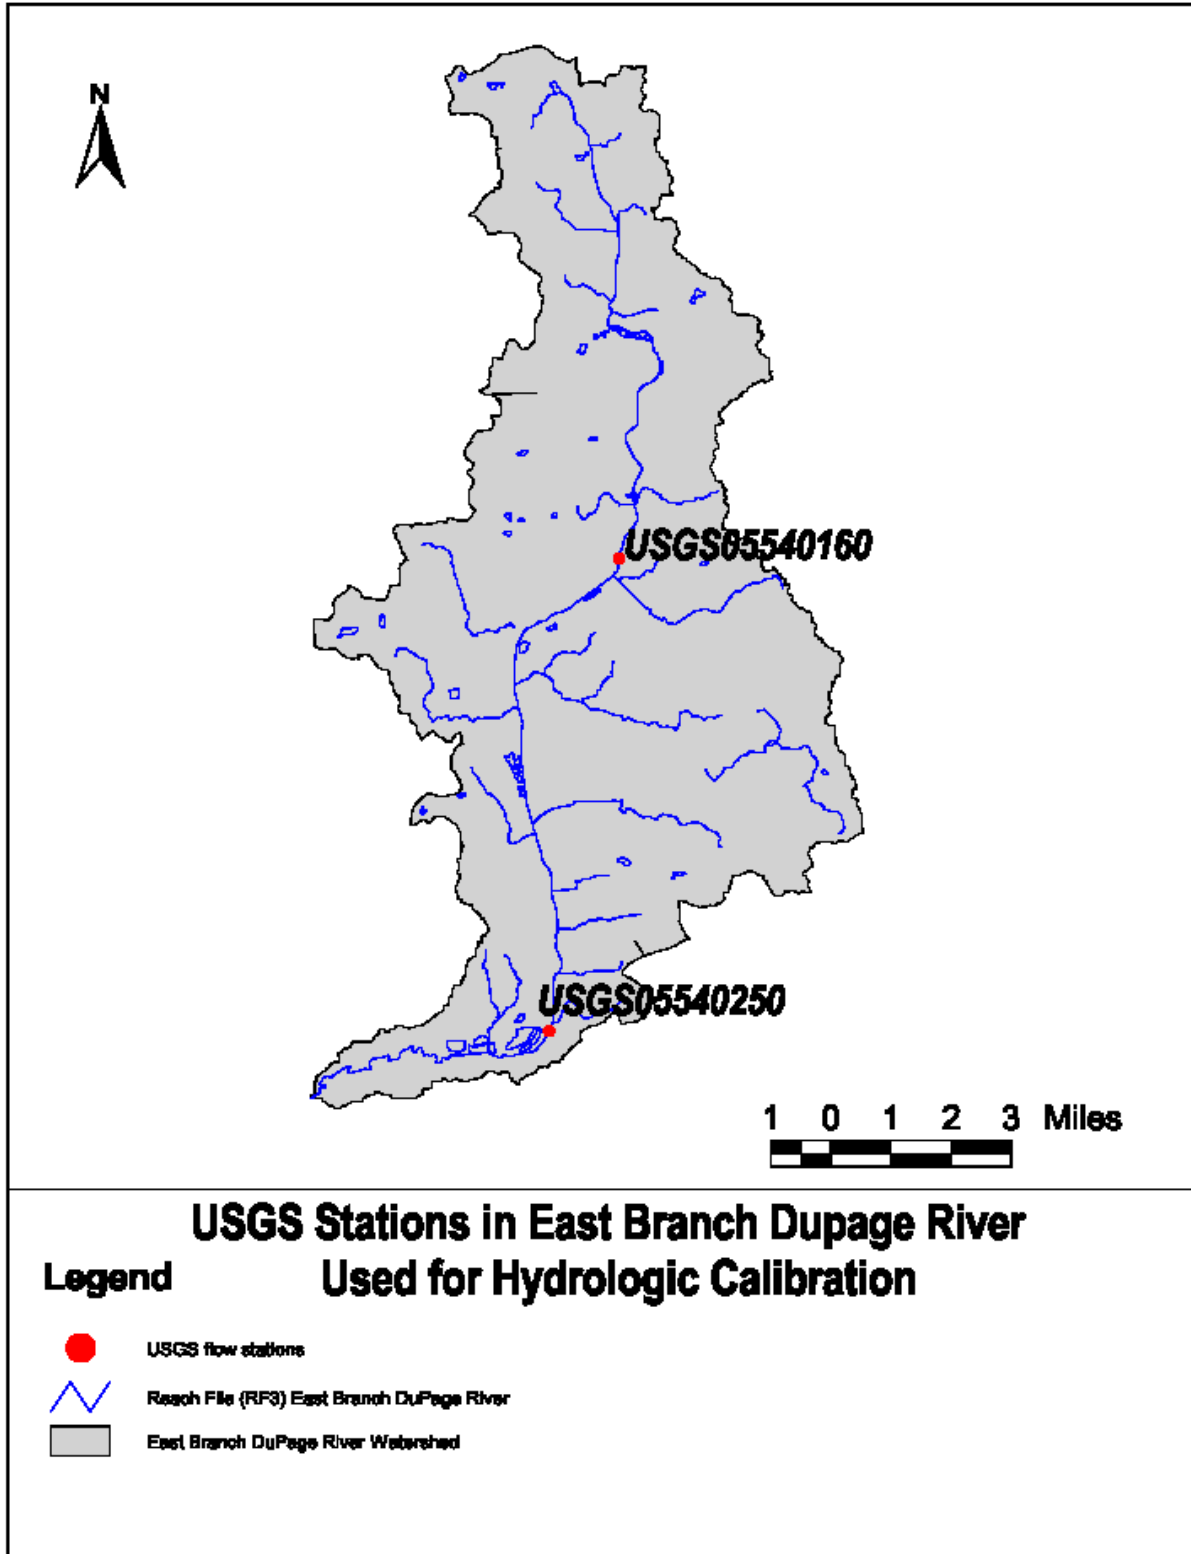 N
USGS05540160
USGS05540250
1 0 1 2 3 Miles
USGS Stations in East Branch Dupage River
Used for Hydrologic Calibration
Legend
USGS flow stations
Reach File (RF3) East Branch DuPage River
East Branch DuPage River Watershed